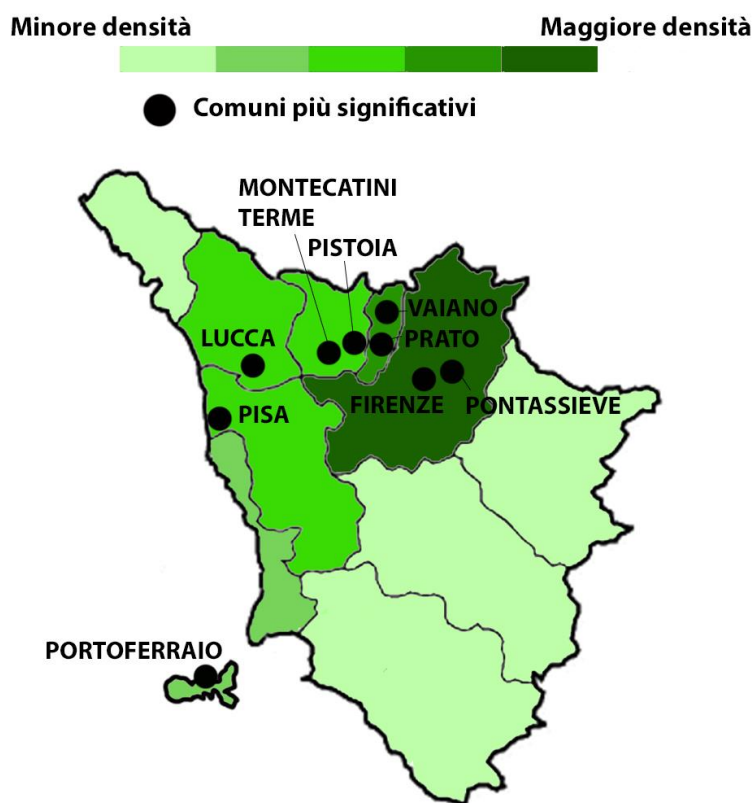 Minore densità
Maggiore densità
Comuni più significativi
MONTECATINI
TERME
PISTOIA
VAIANO
LUCCA
PRATO
FIRENZE
PONTASSIEVE
PISA
PORTOFERRAIO